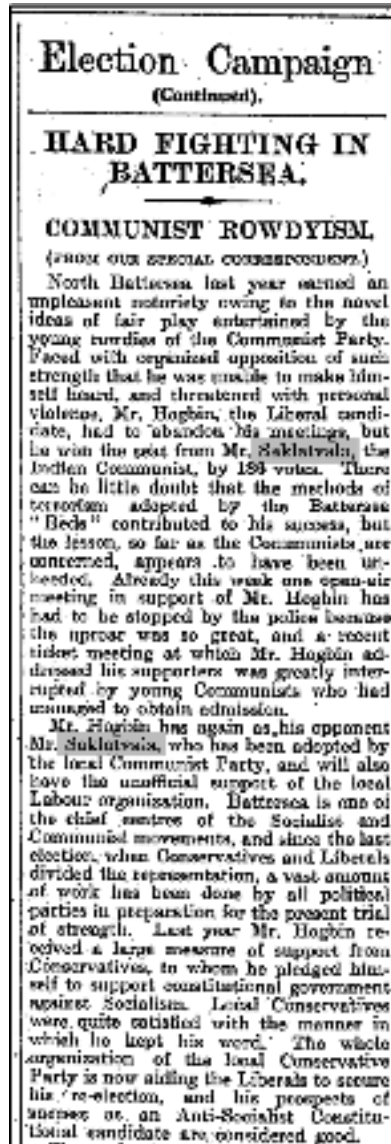 Election Campaign
(Continued).
HARD FIGHTING IN
BATTERSEA.
COMMUNIST ROWDYISM.
(FROM OUR SPECIAL CORRESPONDENT.)
North Battersea last year earned an
unpleasant notoriety owing to the novel
ideas of fair play entertained by the
young rowdies of the Communist Party.
Faced with organized opposition of such
strength that he was unable to make him-
self heard, and threatened with personal
violence, Mr. Hogbin, the Liberal candi-
date, had to abandon his meetings, but
he won the seat from Mr. Saklatvala, the
Indian Communist, by 186 votes. There
can be little doubt that the methods of
terrorism adopted by the Battersea
"Reds" contributed to his success, but
the lesson, so far as the Communists are
concerned, appears to have been un-
heeded. Already this week one open-air
meeting in support of Mr. Hogbin has
had to be stopped by the police because
the uproar was so great, and a recent
ticket meeting at which Mr. Hogbin ad-
dressed his supporters was greatly inter-
rupted by young Communists who had
managed to obtain admission.
Mr. Hogbin has again as his opponent
Mr. Saklatvala, who has been adopted by
the local Communist Party, and will also
have the unofficial support of the local
Labour organization. Battersea is one of
the chief centres of the Socialist and
Communist movements, and since the last
election, when Conservatives and Liberals
divided the representation, a vast amount
of work has been done by all political
parties in preparation for the present trial
of strength. Last year Mr. Hogbin re-
ceived a large measure of support from
Conservatives, to whom he pledged him-
self to support constitutional government
against Socialism. Local Conservatives
were quite satisfied with the manner in
which he kept his word. The whole
organization of the local Conservative
Party is now aiding the Liberals to secure
his re-election, and his prospects of
success as an Anti-Socialist Constitu-
tional candidate are considered good.